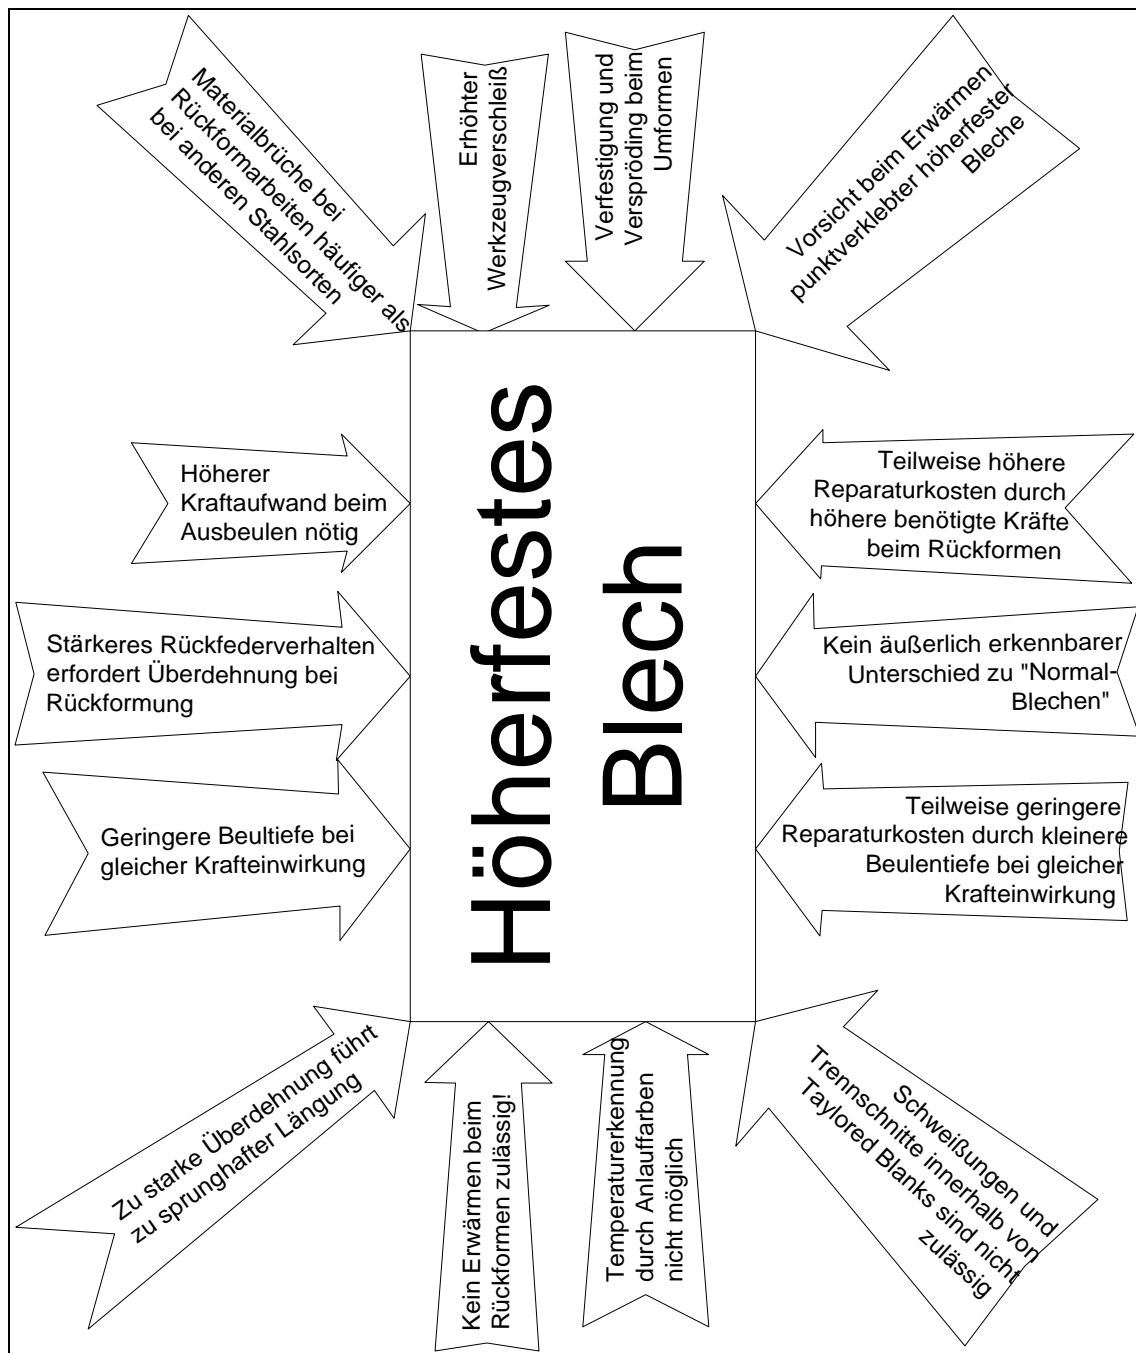 Materialbrüche bei
Rückformarbeiten häufiger als
bei anderen Stahlsorten
Erhöhter
Werkzeugverschleiß
Verfestigung und
Verspröding beim
Umformen
Vorsicht beim Erwärmen
punktverklebter höherfester
Bleche
Höherer
Kraftaufwand beim
Ausbeulen nötig
Stärkeres Rückfederverhalten
erfordert Überdehnung bei
Rückformung
Geringere Beultiefe bei
gleicher Krafteinwirkung
Höherfestes
Blech
Teilweise höhere
Reparaturkosten durch
höhere benötigte Kräfte
beim Rückformen
Kein äußerlich erkennbarer
Unterschied zu "Normal-
Blechen"
Teilweise geringere
Reparaturkosten durch kleinere
Beulentiefe bei gleicher
Krafteinwirkung
Zu starke Überdehnung führt
zu sprunghafter Längung
Kein Erwärmen beim
Rückformen zulässig!
Temperaturerkennung
durch Anlauffarben
nicht möglich
Schweißungen und
Trennschnitte innerhalb von
Taylored Blanks sind nicht
zulässig